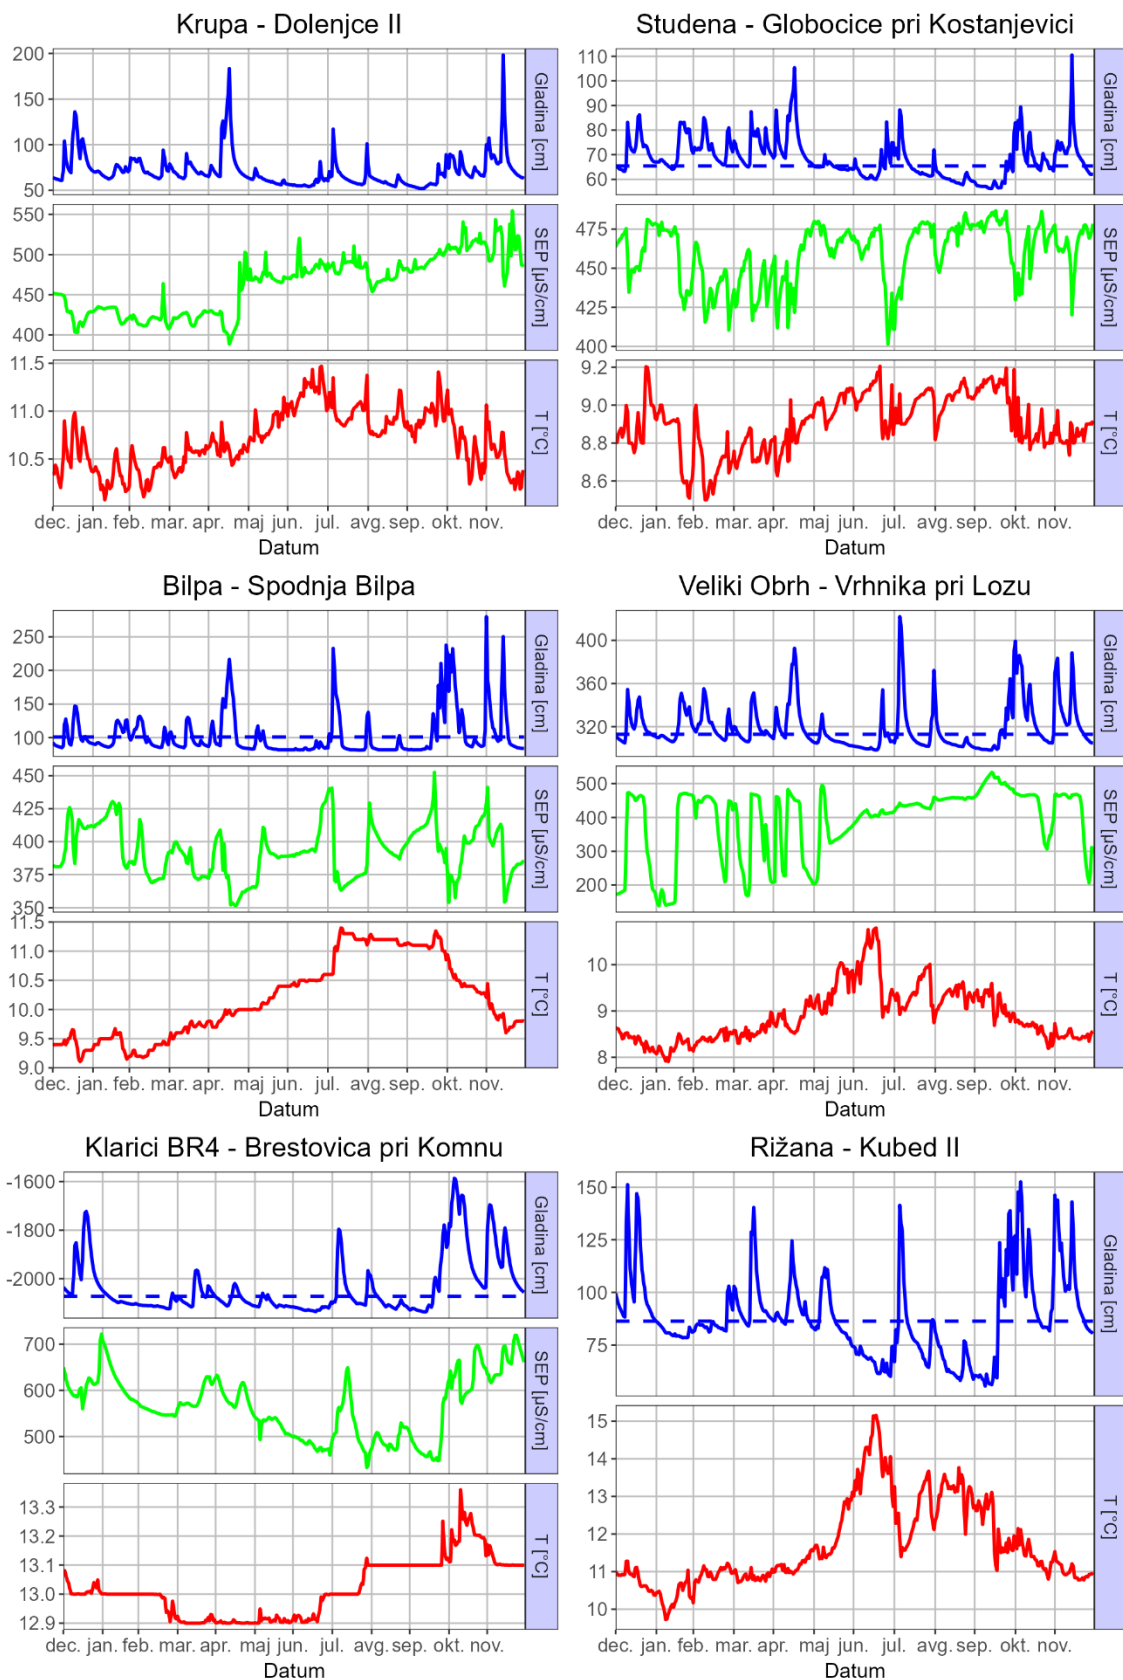 Krupa - Dolenjce II
200
150
100
50
Gladina [cm]
550
500
450
400
SEP [µS/cm]
11.5
11.0
10.5
T [°C]
dec. jan. feb. mar. apr. maj jun. jul. avg. sep. okt. nov.
Datum
Studena - Globocice pri Kostanjevici
110
100
90
80
70
60
Gladina [cm]
475
450
425
400
SEP [µS/cm]
9.2
9.0
8.8
8.6
T [°C]
dec. jan. feb. mar. apr. maj jun. jul. avg. sep. okt. nov.
Datum
Bilpa - Spodnja Bilpa
250
200
150
100
Gladina [cm]
450
425
400
375
350
SEP [µS/cm]
11.5
11.0
10.5
10.0
9.5
9.0
T [°C]
dec. jan. feb. mar. apr. maj jun. jul. avg. sep. okt. nov.
Datum
Veliki Obrh - Vrhnika pri Lozu
400
360
320
Gladina [cm]
500
400
300
200
SEP [µS/cm]
10
9
8
T [°C]
dec. jan. feb. mar. apr. maj jun. jul. avg. sep. okt. nov.
Datum
Klarici BR4 - Brestovica pri Komnu
-1600
-1800
-2000
Gladina [cm]
700
600
500
SEP [µS/cm]
13.3
13.2
13.1
13.0
12.9
T [°C]
dec. jan. feb. mar. apr. maj jun. jul. avg. sep. okt. nov.
Datum
Rižana - Kubed II
150
125
100
75
Gladina [cm]
15
14
13
12
11
10
T [°C]
dec. jan. feb. mar. apr. maj jun. jul. avg. sep. okt. nov.
Datum